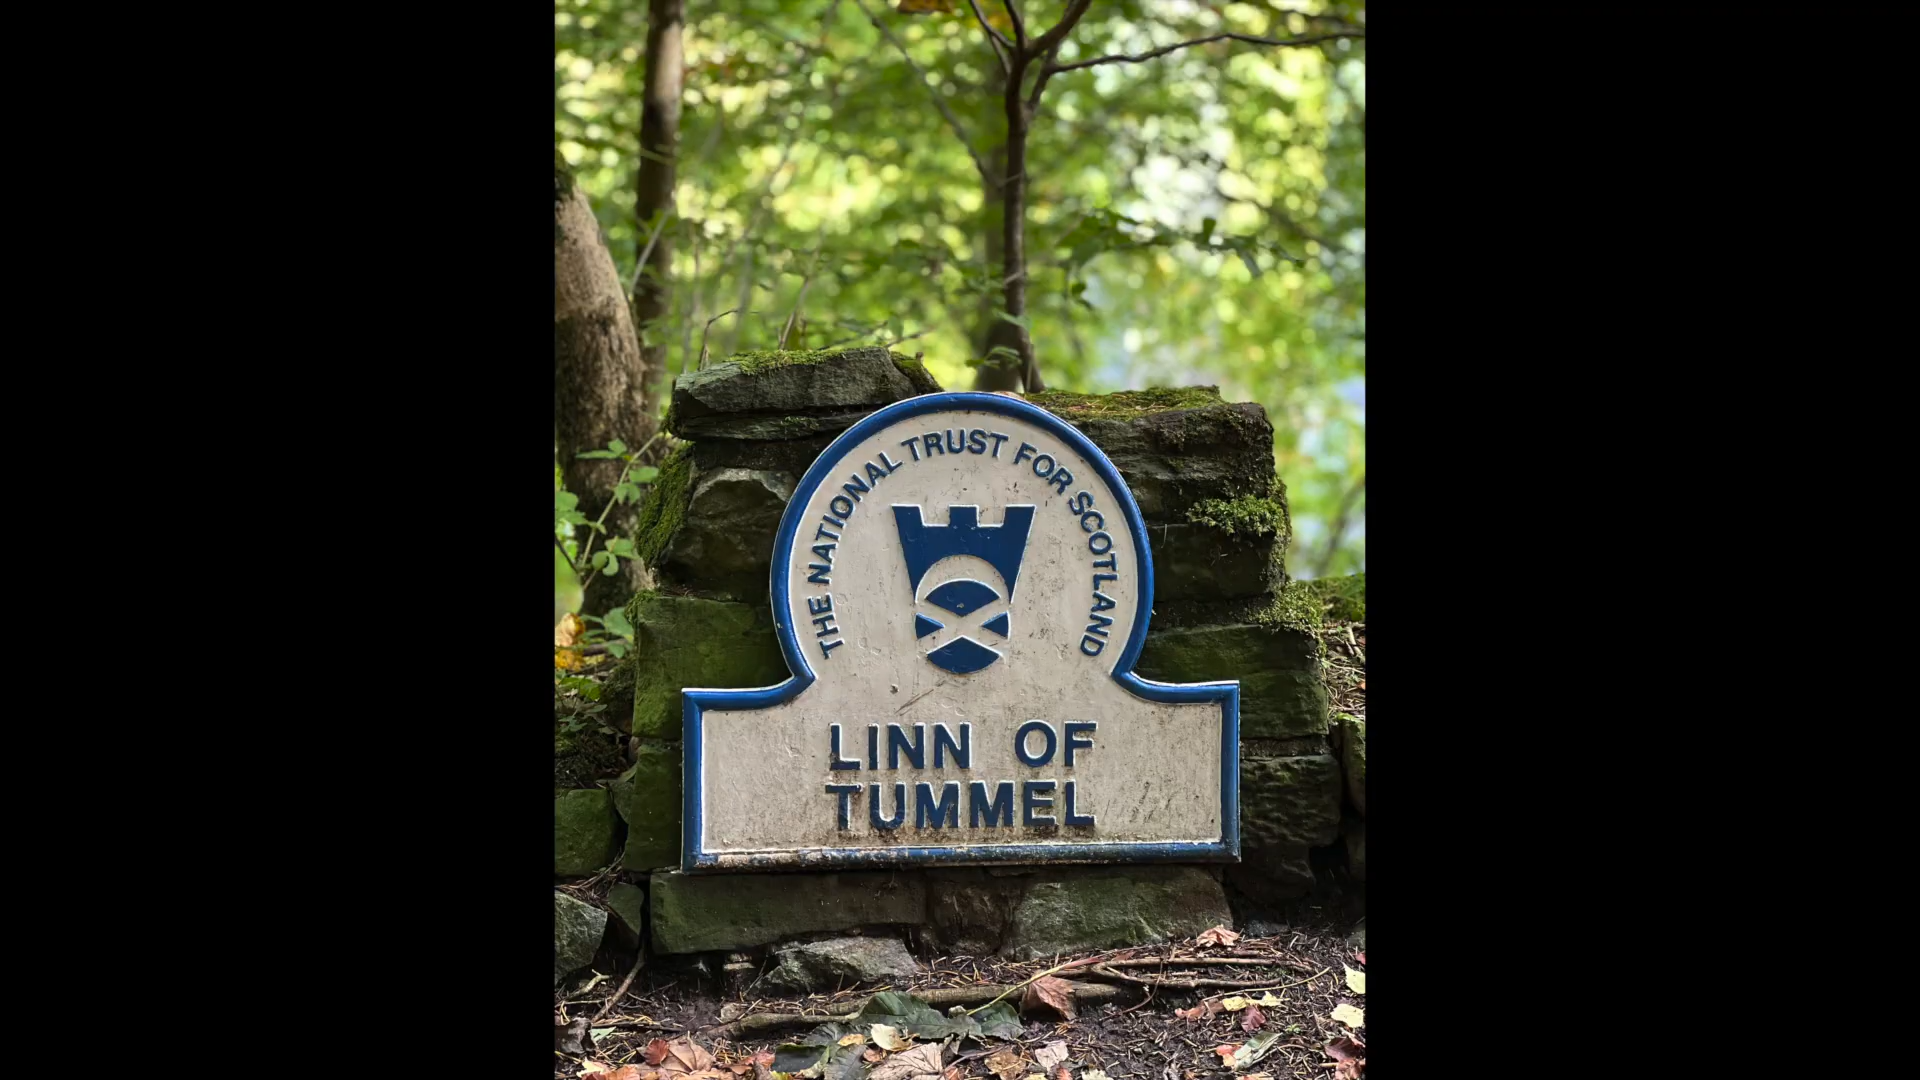 THE NATIONAL TRUST FOR SCOTLAND
LINN OF
TUMMEL